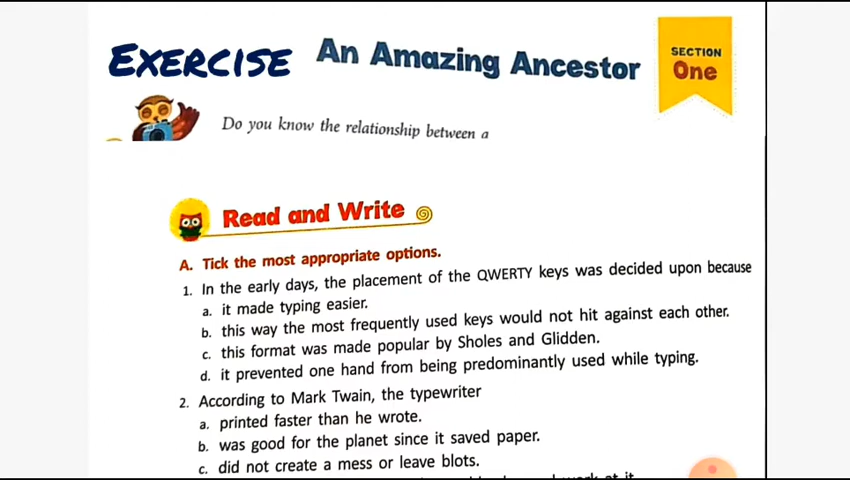 EXERCISE An Amazing Ancestor
SECTION
One
Do you know the relationship between a
Read and Write
A. Tick the most appropriate options.
1. In the early days, the placement of the QWERTY keys was decided upon because
a. it made typing easier.
b. this way the most frequently used keys would not hit against each other.
c. this format was made popular by Sholes and Glidden.
d. it prevented one hand from being predominantly used while typing.
2. According to Mark Twain, the typewriter
a. printed faster than he wrote.
b. was good for the planet since it saved paper.
c. did not create a mess or leave blots.
at it